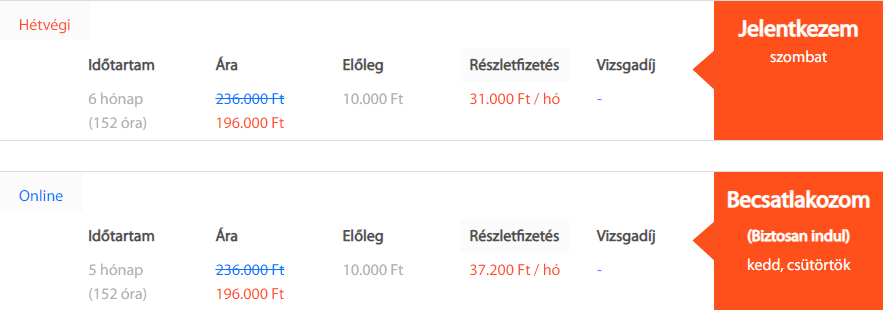 Hétvégi
Jelentkezem
szombat
Időtartam Ára Előleg Részletfizetés Vizsgadíj
6 hónap 236.000 Ft 10.000 Ft 31.000 Ft / hó -
(152 óra) 196.000 Ft
Online
Becsatlakozom
(Biztosan indul)
kedd, csütörtök
Időtartam Ára Előleg Részletfizetés Vizsgadíj
5 hónap 236.000 Ft 10.000 Ft 37.200 Ft / hó -
(152 óra) 196.000 Ft